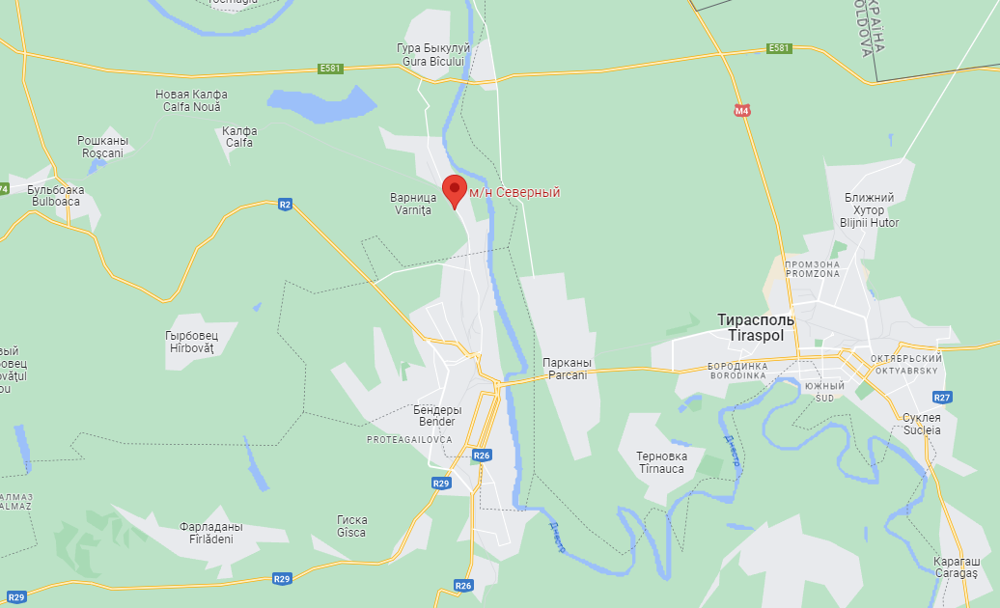 Гура Быкулуй
Gura Bîcului
УКРАЇНА
MOLDOVA
E581
E581
Новая Калфа
Calfa Nouă
M4
Калфа
Calfa
Рошканы
Roșcani
74
Бульбоака
Bulboaca
R2
Варница
Varnița
м/н Северный
Ближний
Хутор
Blijnii Hutor
ПРОМЗОНА
PROMZONA
Тирасполь
Tiraspol
Гырбовец
Hîrbovăț
Парканы
Parcani
БОРОДИНКА
BORODINKA
ОКТЯБРЬСКИЙ
OKTYABRSKY
ЮЖНЫЙ
SUD
R27
Бендеры
Bender
PROTEAGAILOVCA
Суклея
Sucleia
R26
Терновка
Tîrnauca
Днестр
R29
Гиска
Gîsca
Фарладаны
Fîrlădeni
Днестр
Карагаш
Caragaș
R29
R26
R29